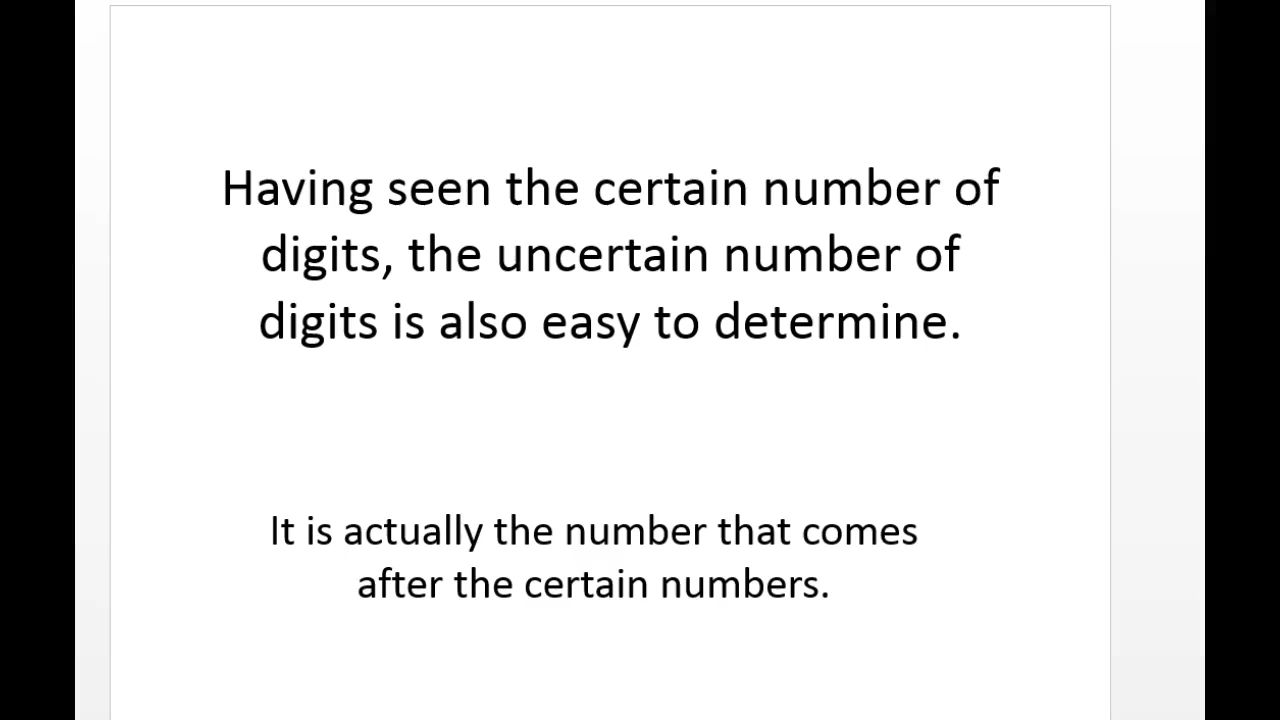 Having seen the certain number of
digits, the uncertain number of
digits is also easy to determine.
It is actually the number that comes
after the certain numbers.